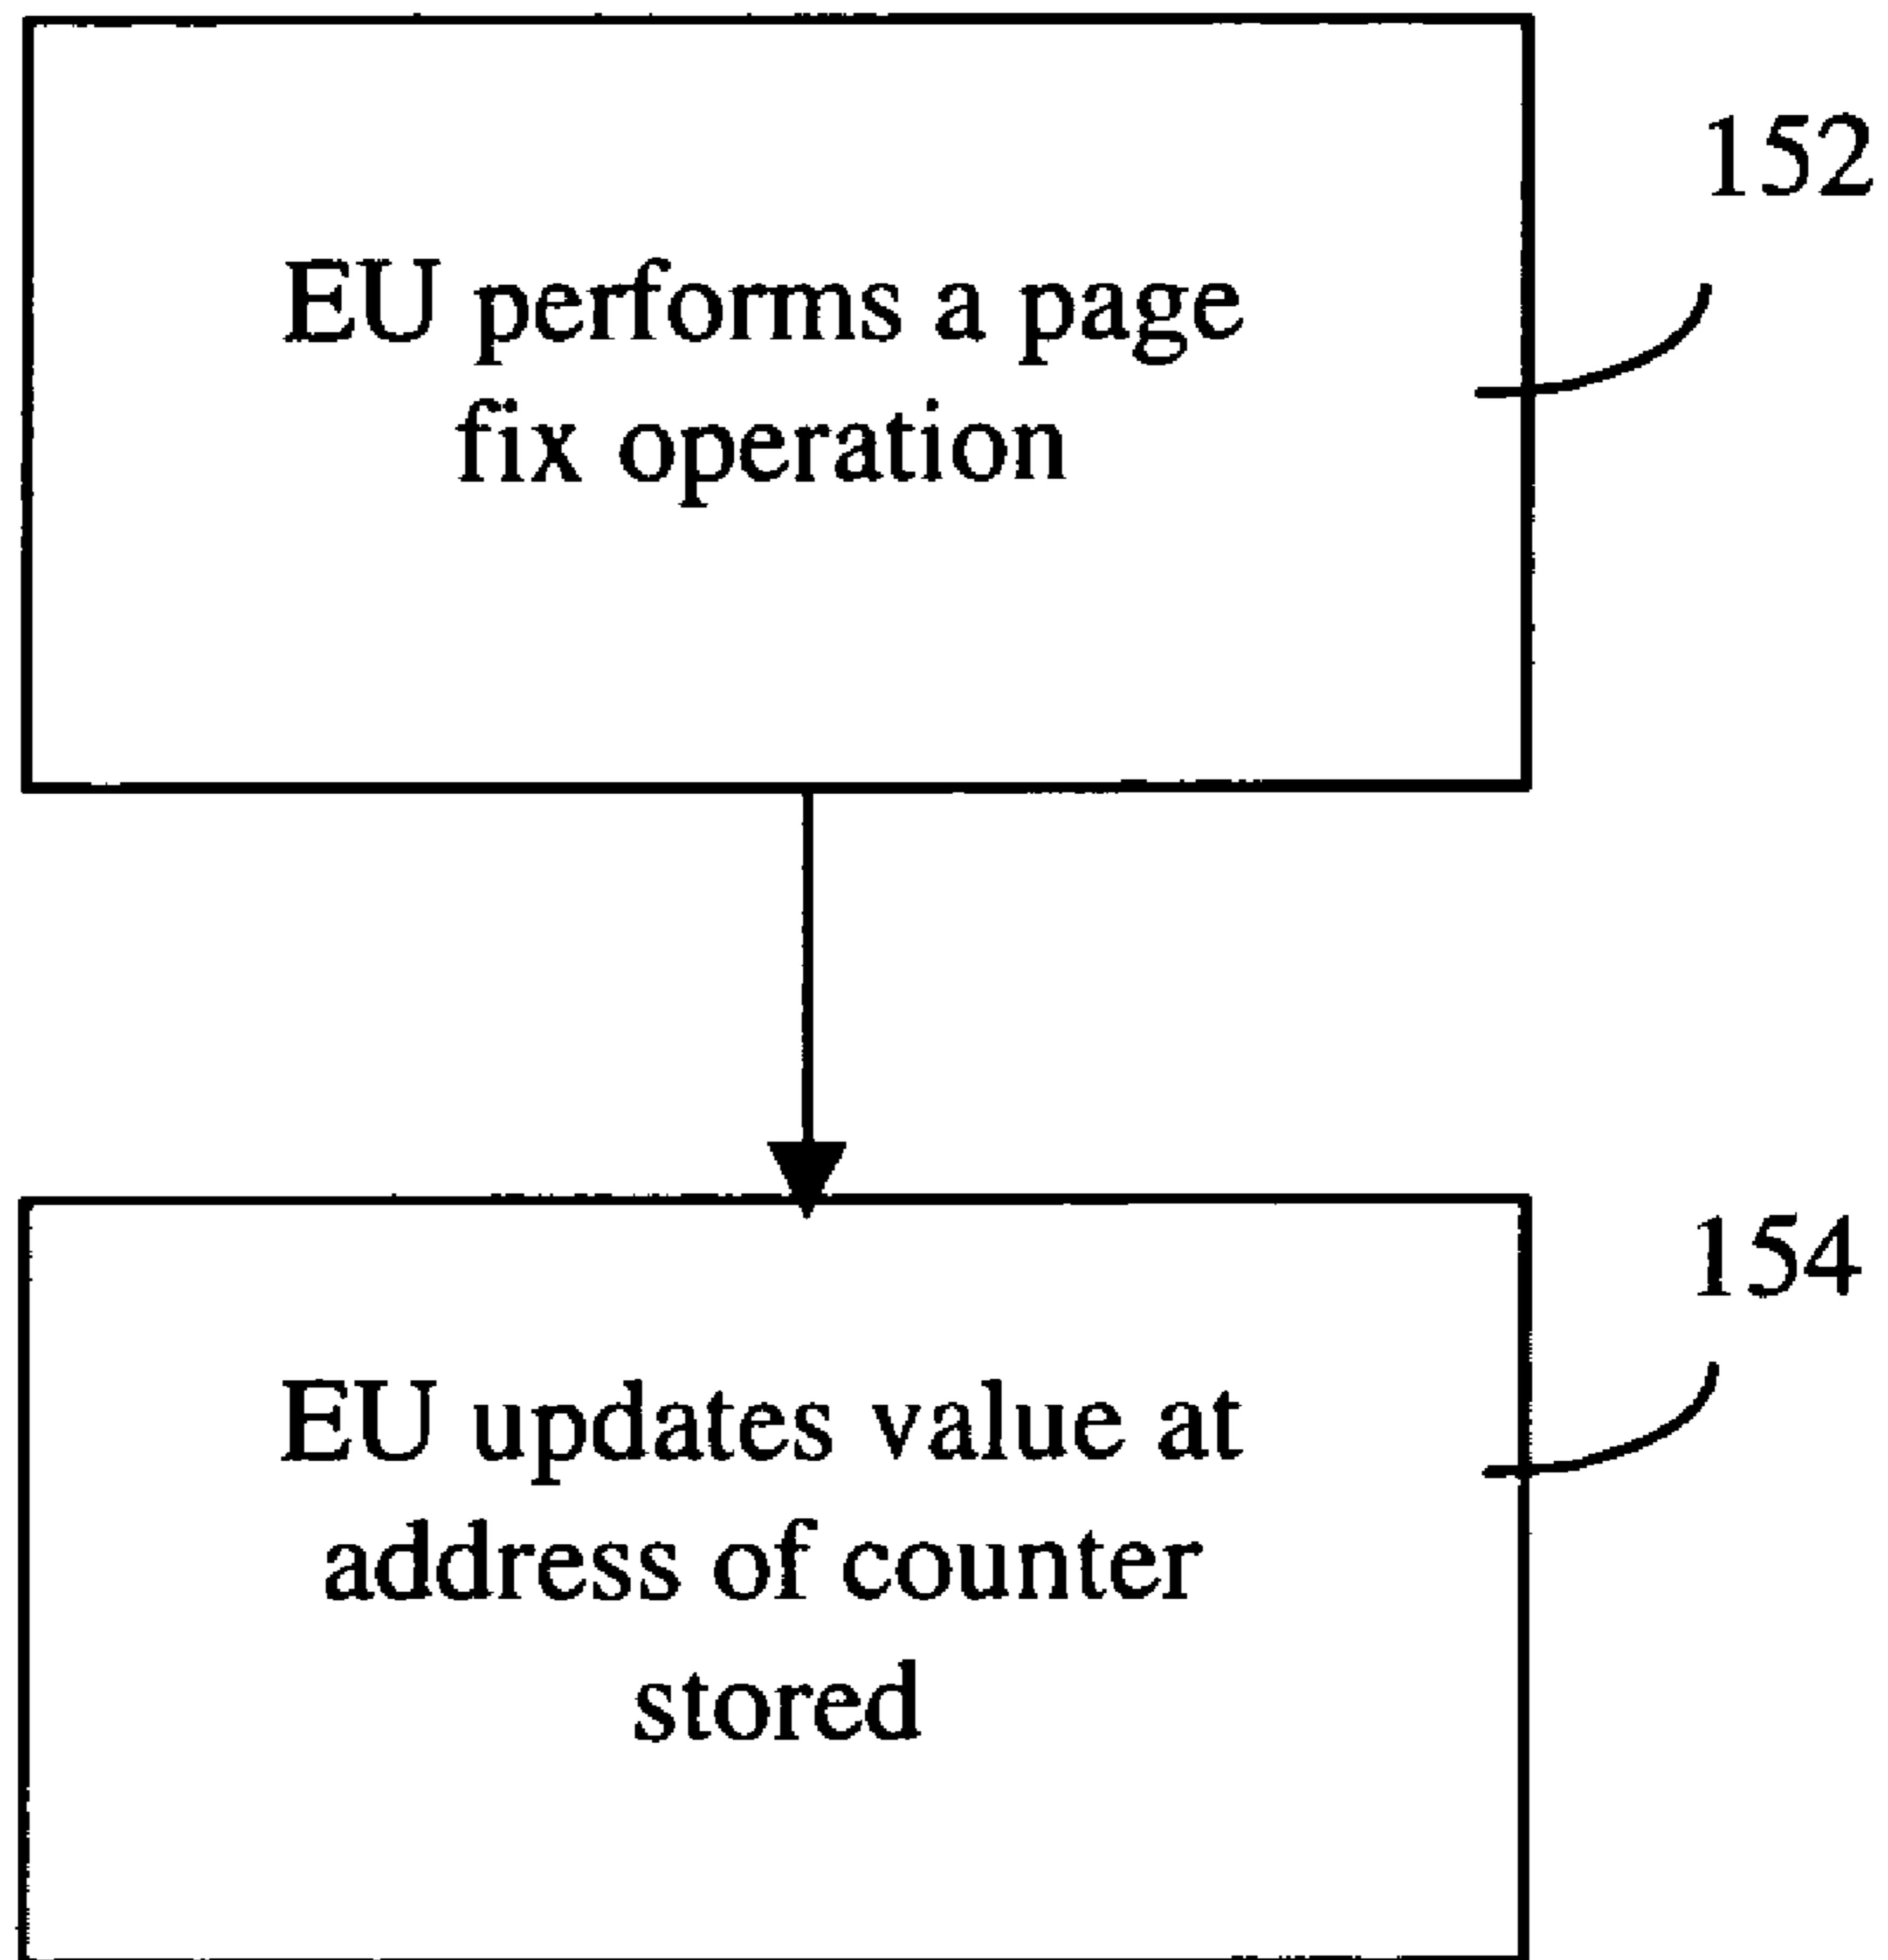 152
EU performs a page
fix operation
154
EU updates value at
address of counter
stored